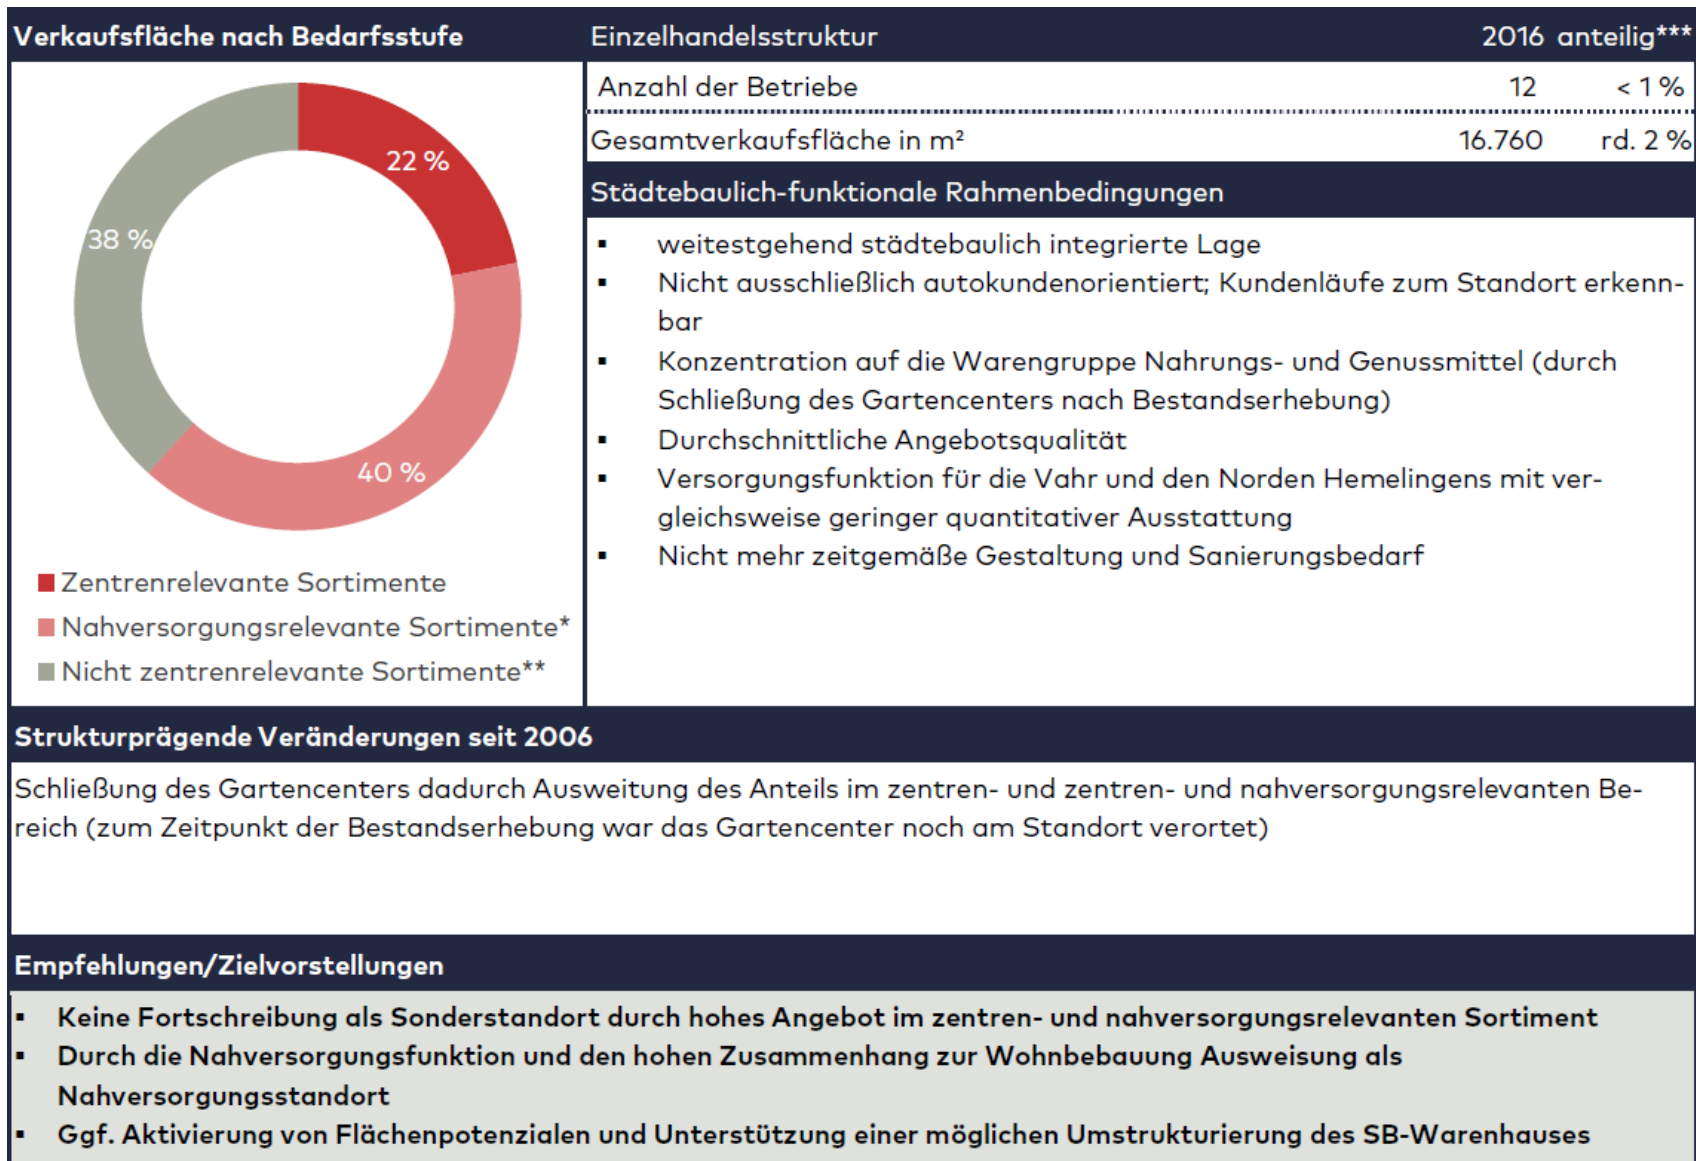 Verkaufsfläche nach Bedarfsstufe
22 %
38 %
40 %
Zentrenrelevante Sortimente
Nahversorgungsrelevante Sortimente*
Nicht zentrenrelevante Sortimente**
Einzelhandelsstruktur 2016 anteilig***
Anzahl der Betriebe 12 < 1 %
Gesamtverkaufsfläche in m² 16.760 rd. 2 %
Städtebaulich-funktionale Rahmenbedingungen
▪ weitestgehend städtebaulich integrierte Lage
▪ Nicht ausschließlich autokundenorientiert; Kundenläufe zum Standort erkenn-
bar
▪ Konzentration auf die Warengruppe Nahrungs- und Genussmittel (durch
Schließung des Gartencenters nach Bestandserhebung)
▪ Durchschnittliche Angebotsqualität
▪ Versorgungsfunktion für die Vahr und den Norden Hemelingens mit ver-
gleichsweise geringer quantitativer Ausstattung
▪ Nicht mehr zeitgemäße Gestaltung und Sanierungsbedarf
Strukturprägende Veränderungen seit 2006
Schließung des Gartencenters dadurch Ausweitung des Anteils im zentren- und zentren- und nahversorgungsrelevanten Be-
reich (zum Zeitpunkt der Bestandserhebung war das Gartencenter noch am Standort verortet)
Empfehlungen/Zielvorstellungen
▪ Keine Fortschreibung als Sonderstandort durch hohes Angebot im zentren- und nahversorgungsrelevanten Sortiment
▪ Durch die Nahversorgungsfunktion und den hohen Zusammenhang zur Wohnbebauung Ausweisung als
Nahversorgungsstandort
▪ Ggf. Aktivierung von Flächenpotenzialen und Unterstützung einer möglichen Umstrukturierung des SB-Warenhauses